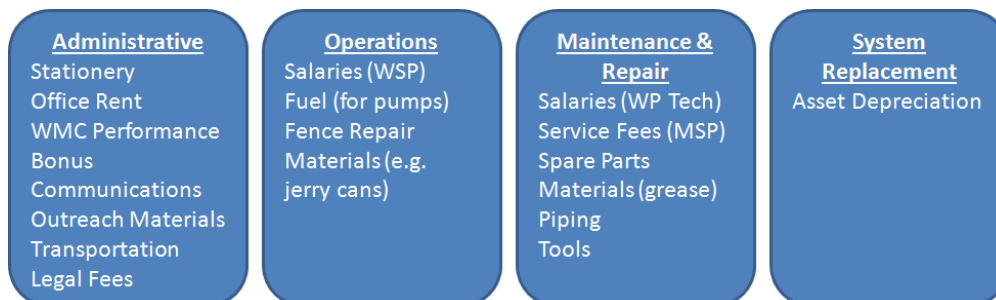 Administrative
Stationery
Office Rent
WMC Performance
Bonus
Communications
Outreach Materials
Transportation
Legal Fees
Operations
Salaries (WSP)
Fuel (for pumps)
Fence Repair
Materials (e.g.
jerry cans)
Maintenance &
Repair
Salaries (WP Tech)
Service Fees (MSP)
Spare Parts
Materials (grease)
Piping
Tools
System
Replacement
Asset Depreciation